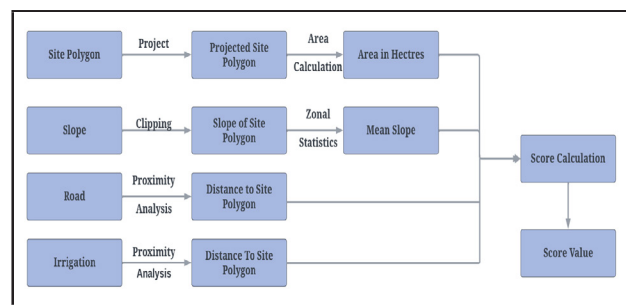 Site Polygon
Project
Projected Site
Polygon
Area
Calculation
Area in Hectres
Slope
Clipping
Slope of Site
Polygon
Zonal
Statistics
Mean Slope
Score Calculation
Road
Proximity
Analysis
Distance to Site
Polygon
Irrigation
Proximity
Analysis
Distance To Site
Polygon
Score Value